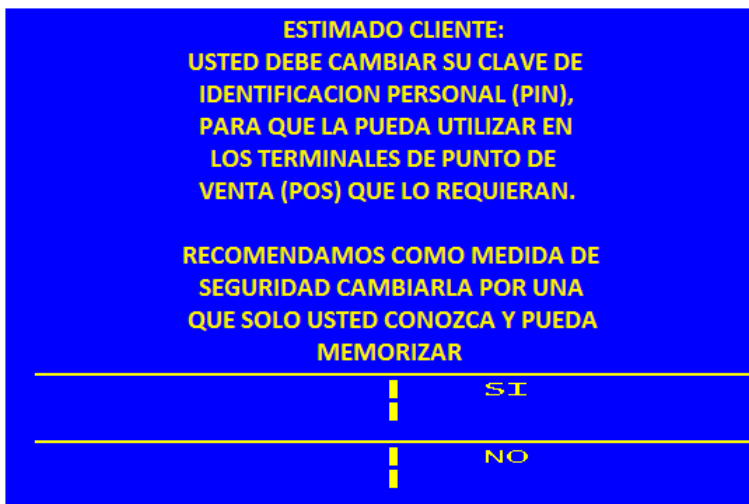 ESTIMADO CLIENTE:
USTED DEBE CAMBIAR SU CLAVE DE
IDENTIFICACION PERSONAL (PIN),
PARA QUE LA PUEDA UTILIZAR EN
LOS TERMINALES DE PUNTO DE
VENTA (POS) QUE LO REQUIERAN.
RECOMENDAMOS COMO MEDIDA DE
SEGURIDAD CAMBIARLA POR UNA
QUE SOLO USTED CONOZCA Y PUEDA
MEMORIZAR
SI
NO